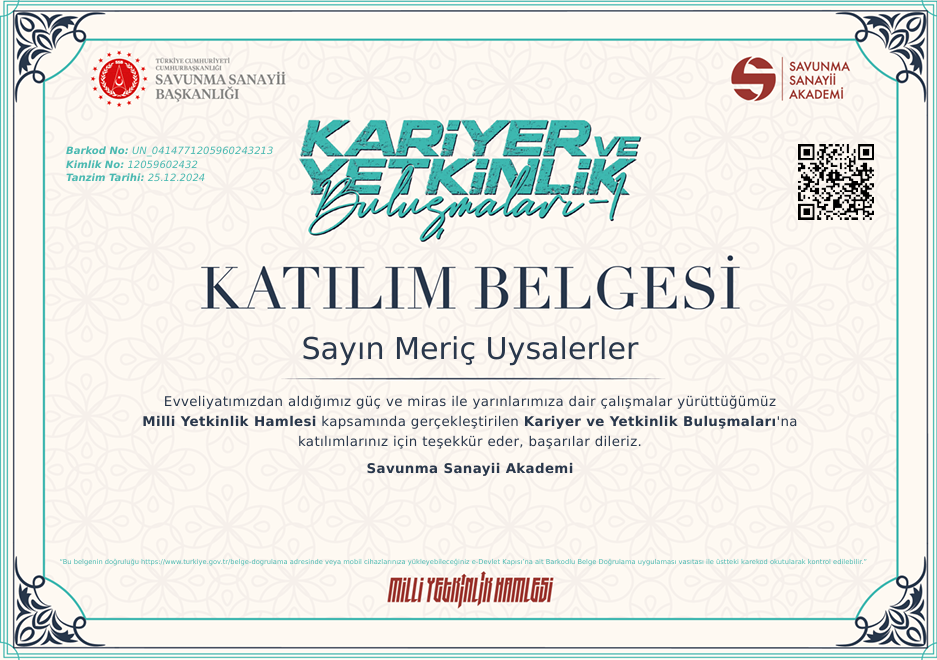 TÜRKİYE CUMHURİYETİ
CUMHURBAŞKANLIĞI
SAVUNMA SANAYİİ
BAŞKANLIĞI
SAVUNMA
SANAYİİ
AKADEMİ
Barkod No: UN_0414771205960243213
Kimlik No: 12059602432
Tanzim Tarihi: 25.12.2024
KARİYER VE
YETKİNLİK
Buluşmaları-1
KATILIM BELGESİ
Sayın Meriç Uysalerler
Evveliyatımızdan aldığımız güç ve miras ile yarınlarımıza dair çalışmalar yürüttüğümüz
Milli Yetkinlik Hamlesi kapsamında gerçekleştirilen Kariyer ve Yetkinlik Buluşmaları'na
katılımlarınız için teşekkür eder, başarılar dileriz.
Savunma Sanayii Akademi
"Bu belgenin doğruluğu https://www.turkiye.gov.tr/belge-dogrulama adresinde veya mobil cihazlarınıza yükleyebileceğiniz e-Devlet Kapısı'na ait Barkodlu Belge Doğrulama uygulaması vasıtası ile üstteki karekod okutularak kontrol edilebilir."
MİLLİ YETKİNLİK HAMLESİ